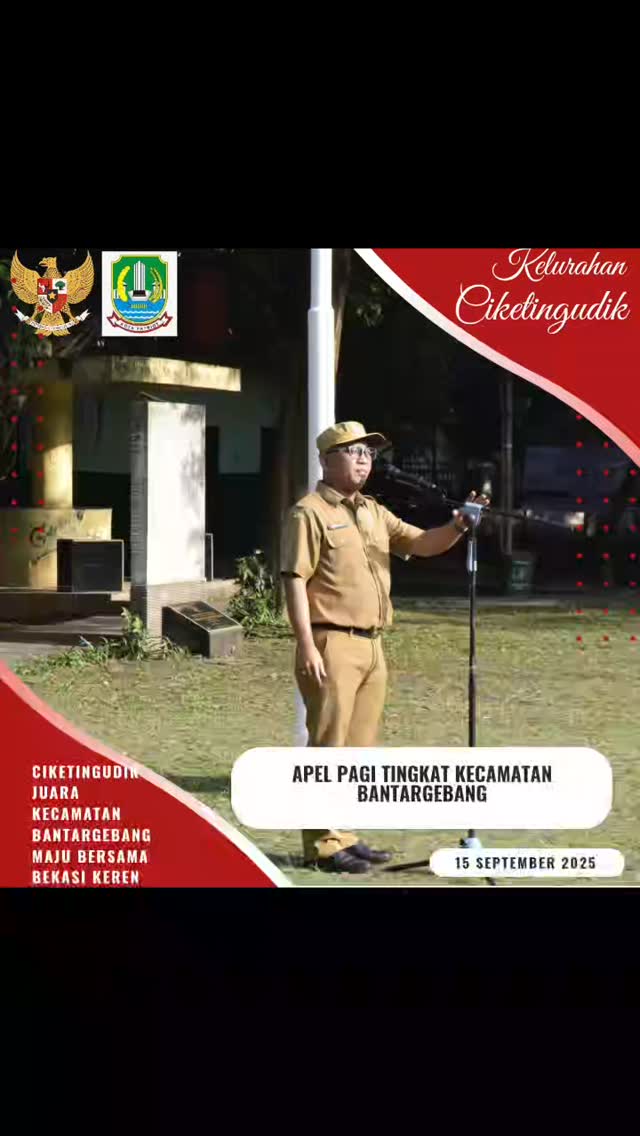 Kelurahan
Ciketingudik
APEL PAGI TINGKAT KECAMATAN
BANTARGEBANG
15 SEPTEMBER 2025
CIKETINGUDIK
JUARA
KECAMATAN
BANTARGEBANG
MAJU BERSAMA
BEKASI KEREN